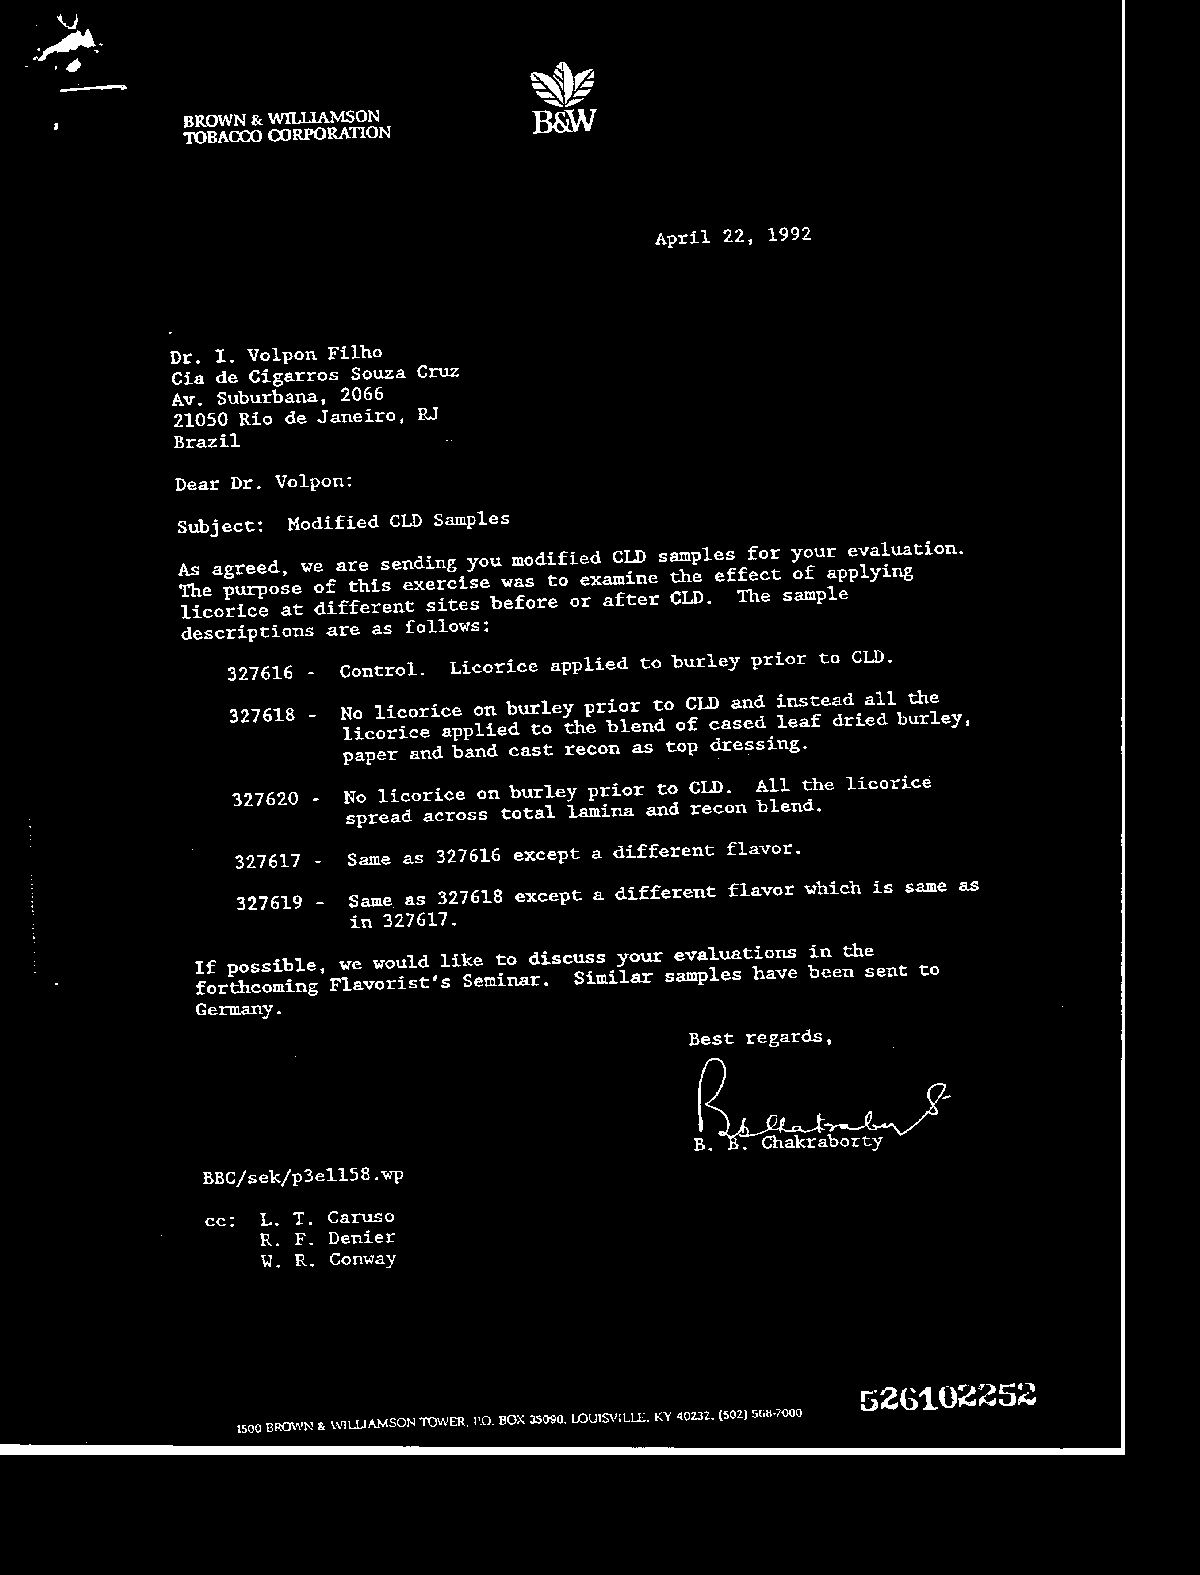 BROWN & WILLIAMSON
TOBACCO CORPORATION
B&W
April 22, 1992
Dr. I. Volpon Filho
Cia de Cigarros Souza Cruz
Av. Suburbana, 2066
21050 Rio de Janeiro, RJ
Brazil
Dear Dr. Volpon:
Subject: Modified CLD Samples
As agreed, we are sending you modified CLD samples for your evaluation.
The purpose of this exercise was to examine the effect of applying
licorice at different sites before or after CLD. The sample
descriptions are as follows:
327616 - Control. Licorice applied to burley prior to CLD.
327618 - No licorice on burley prior to CLD and instead all the
licorice applied to the blend of cased leaf dried burley,
paper and band cast recon as top dressing.
327620 - No licorice on burley prior to CLD. All the licorice
spread across total lamina and recon blend.
327617 - Same as 327616 except a different flavor.
327619 - Same as 327618 except a different flavor which is same as
in 327617.
If possible, we would like to discuss your evaluations in the
forthcoming Flavorist's Seminar. Similar samples have been sent to
Germany.
Best regards,
B. B. Chakraborty
BBC/sek/p3e1158.wp
cc: L. T. Caruso
R. F. Denier
W. R. Conway
526102252
1500 BROWN & WILLIAMSON TOWER, P.O. BOX 35090, LOUISVILLE, KY 40232, (502) 568-7000